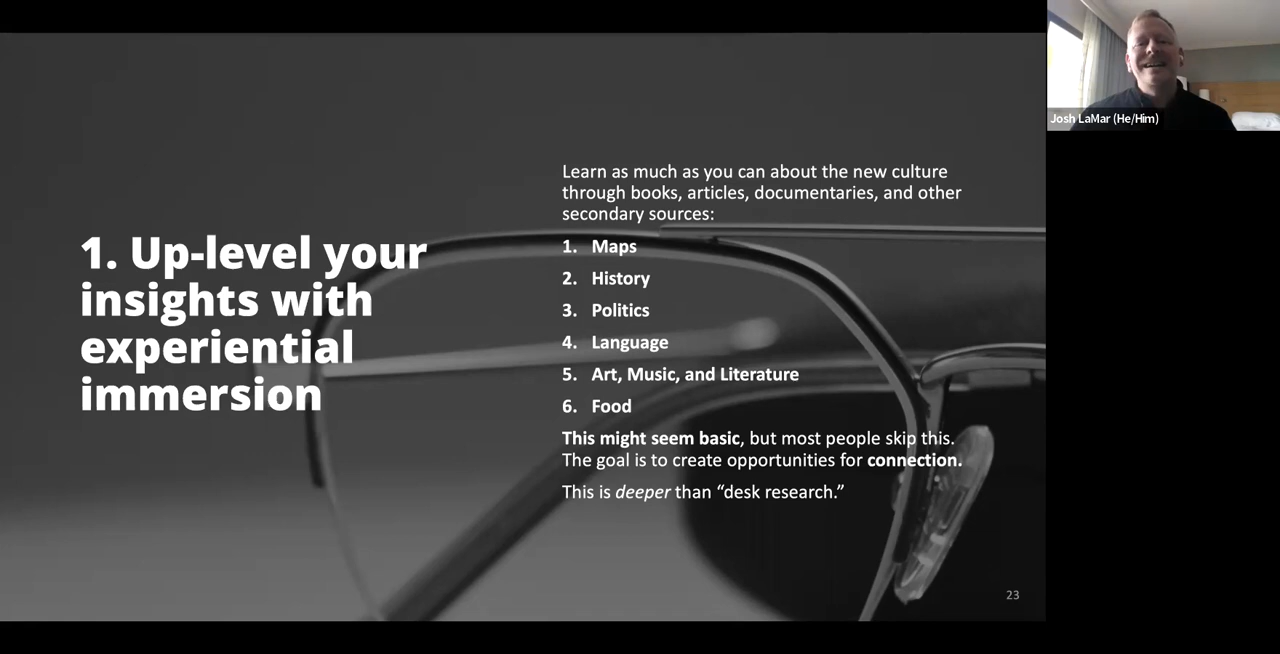 Josh LaMar (He/Him)
1. Up-level your
insights with
experiential
immersion
Learn as much as you can about the new culture
through books, articles, documentaries, and other
secondary sources:
1. Maps
2. History
3. Politics
4. Language
5. Art, Music, and Literature
6. Food
This might seem basic, but most people skip this.
The goal is to create opportunities for connection.
This is deeper than “desk research.”
23